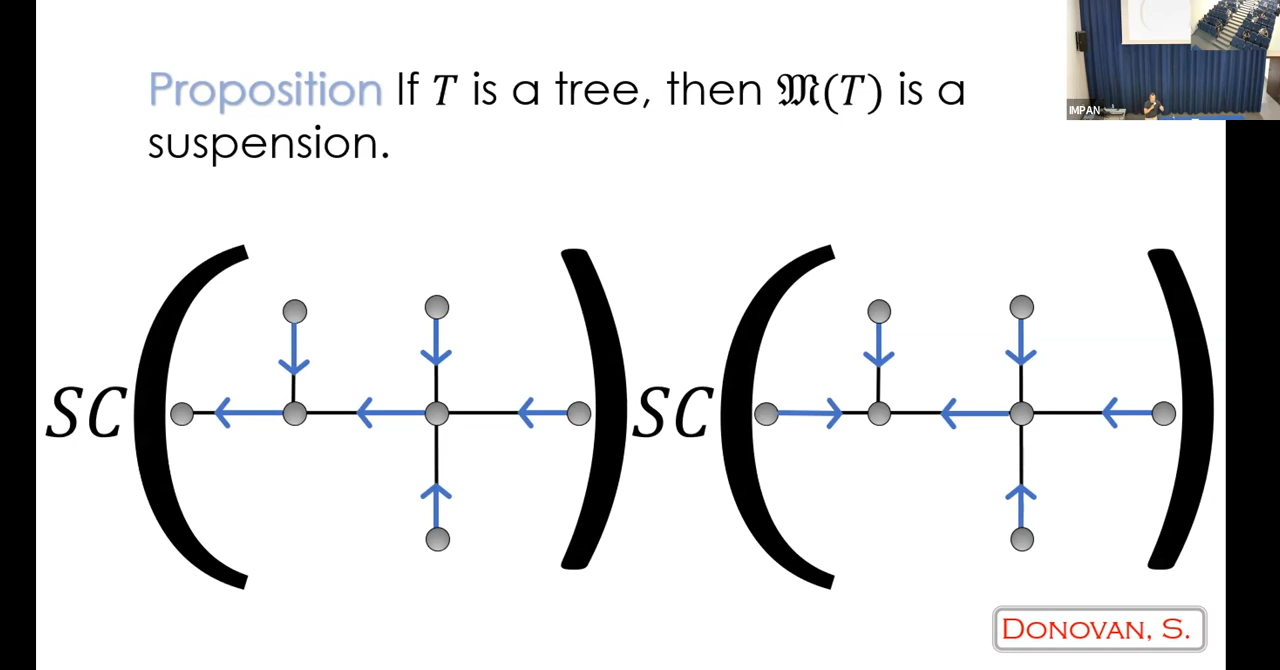 Proposition If T is a tree, then 𝔐(T) is a
suspension.
SC( ) SC( )
DONOVAN, S.
IMPAN